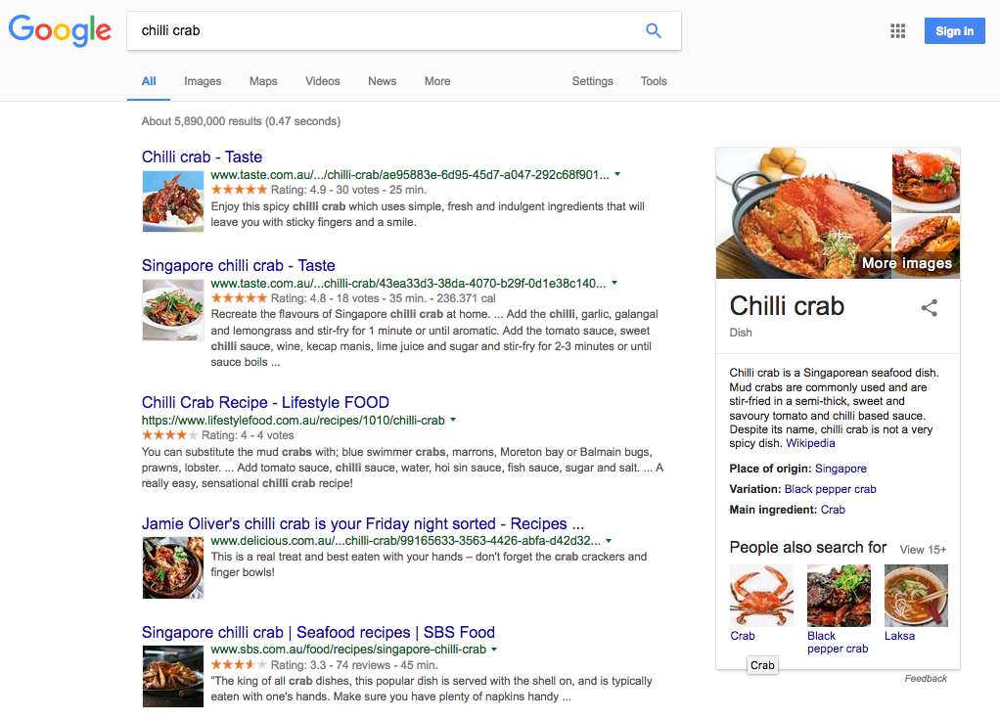 Google
chilli crab
Sign in
All Images Maps Videos News More Settings Tools
About 5,890,000 results (0.47 seconds)
Chilli crab - Taste
www.taste.com.au/.../chilli-crab/ae95883e-6d95-45d7-a047-292c68f901...
Rating: 4.9 - 30 votes - 25 min.
Enjoy this spicy chilli crab which uses simple, fresh and indulgent ingredients that will
leave you with sticky fingers and a smile.
Singapore chilli crab - Taste
www.taste.com.au/...chilli-crab/43ea33d3-38da-4070-b29f-0d1e38c140...
Rating: 4.8 - 18 votes - 35 min. - 236.371 cal
Recreate the flavours of Singapore chilli crab at home. ... Add the chilli, garlic, galangal
and lemongrass and stir-fry for 1 minute or until aromatic. Add the tomato sauce, sweet
chilli sauce, wine, kecap manis, lime juice and sugar and stir-fry for 2-3 minutes or until
sauce boils ...
Chilli Crab Recipe - Lifestyle FOOD
https://www.lifestylefood.com.au/recipes/1010/chilli-crab
Rating: 4 - 4 votes
You can substitute the mud crabs with; blue swimmer crabs, marrons, Moreton bay or Balmain bugs,
prawns, lobster. ... Add tomato sauce, chilli sauce, water, hoi sin sauce, fish sauce, sugar and salt. ... A
really easy, sensational chilli crab recipe!
Jamie Oliver's chilli crab is your Friday night sorted - Recipes ...
www.delicious.com.au/...chilli-crab/99165633-3563-4426-abfa-d42d32...
This is a real treat and best eaten with your hands – don't forget the crab crackers and
finger bowls!
Singapore chilli crab | Seafood recipes | SBS Food
www.sbs.com.au/food/recipes/singapore-chilli-crab
Rating: 3.3 - 74 reviews - 45 min.
"The king of all crab dishes, this popular dish is served with the shell on, and is typically
eaten with one's hands. Make sure you have plenty of napkins handy ...
More images
Chilli crab
Dish
Chilli crab is a Singaporean seafood dish.
Mud crabs are commonly used and are
stir-fried in a semi-thick, sweet and
savoury tomato and chilli based sauce.
Despite its name, chilli crab is not a very
spicy dish. Wikipedia
Place of origin: Singapore
Variation: Black pepper crab
Main ingredient: Crab
People also search for View 15+
Crab
Black
pepper crab
Laksa
Crab
Feedback